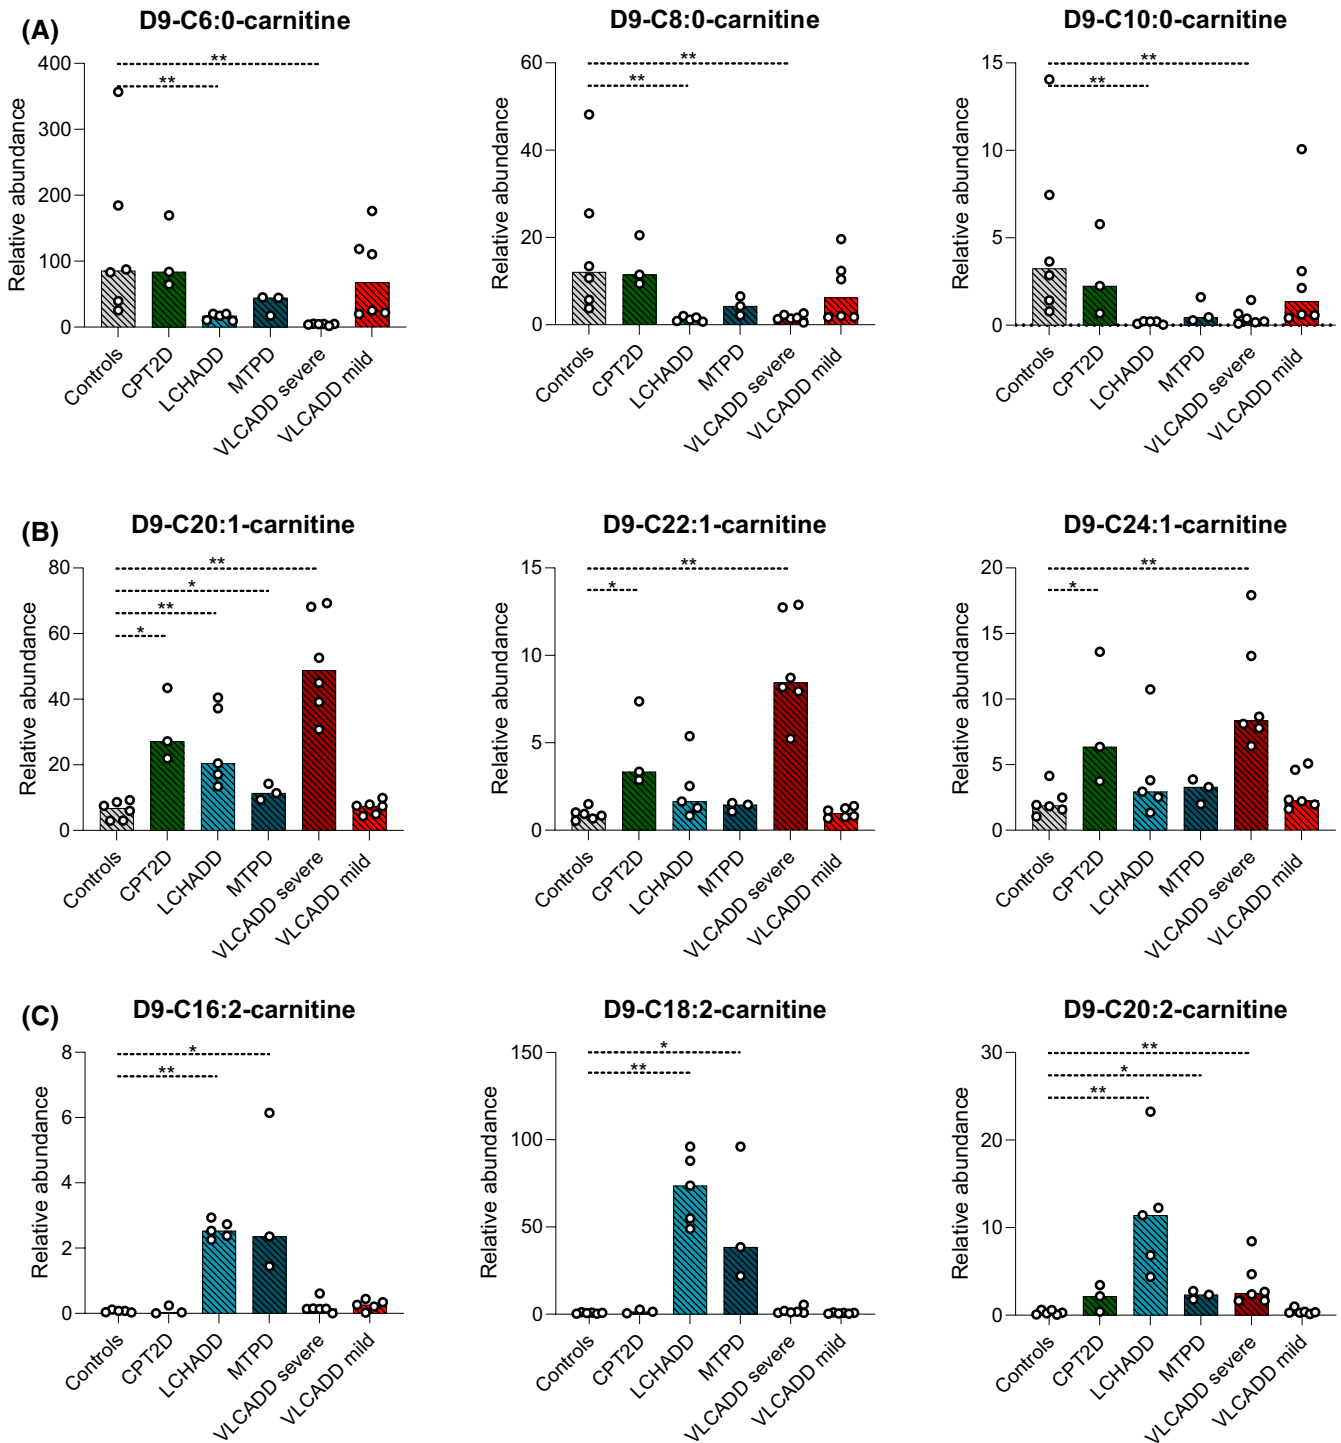 (A)
D9-C6:0-carnitine
Relative abundance
400
300
200
100
0
**
**
Controls
CPT2D
LCHADD
MTPD
VLCADD severe
VLCADD mild
D9-C8:0-carnitine
Relative abundance
60
40
20
0
**
**
Controls
CPT2D
LCHADD
MTPD
VLCADD severe
VLCADD mild
D9-C10:0-carnitine
Relative abundance
15
10
5
0
**
**
Controls
CPT2D
LCHADD
MTPD
VLCADD severe
VLCADD mild
(B)
D9-C20:1-carnitine
Relative abundance
80
60
40
20
0
**
*
**
*
Controls
CPT2D
LCHADD
MTPD
VLCADD severe
VLCADD mild
D9-C22:1-carnitine
Relative abundance
15
10
5
0
**
*
Controls
CPT2D
LCHADD
MTPD
VLCADD severe
VLCADD mild
D9-C24:1-carnitine
Relative abundance
20
15
10
5
0
**
*
Controls
CPT2D
LCHADD
MTPD
VLCADD severe
VLCADD mild
(C)
D9-C16:2-carnitine
Relative abundance
8
6
4
2
0
*
**
Controls
CPT2D
LCHADD
MTPD
VLCADD severe
VLCADD mild
D9-C18:2-carnitine
Relative abundance
150
100
50
0
*
**
Controls
CPT2D
LCHADD
MTPD
VLCADD severe
VLCADD mild
D9-C20:2-carnitine
Relative abundance
30
20
10
0
**
*
**
Controls
CPT2D
LCHADD
MTPD
VLCADD severe
VLCADD mild